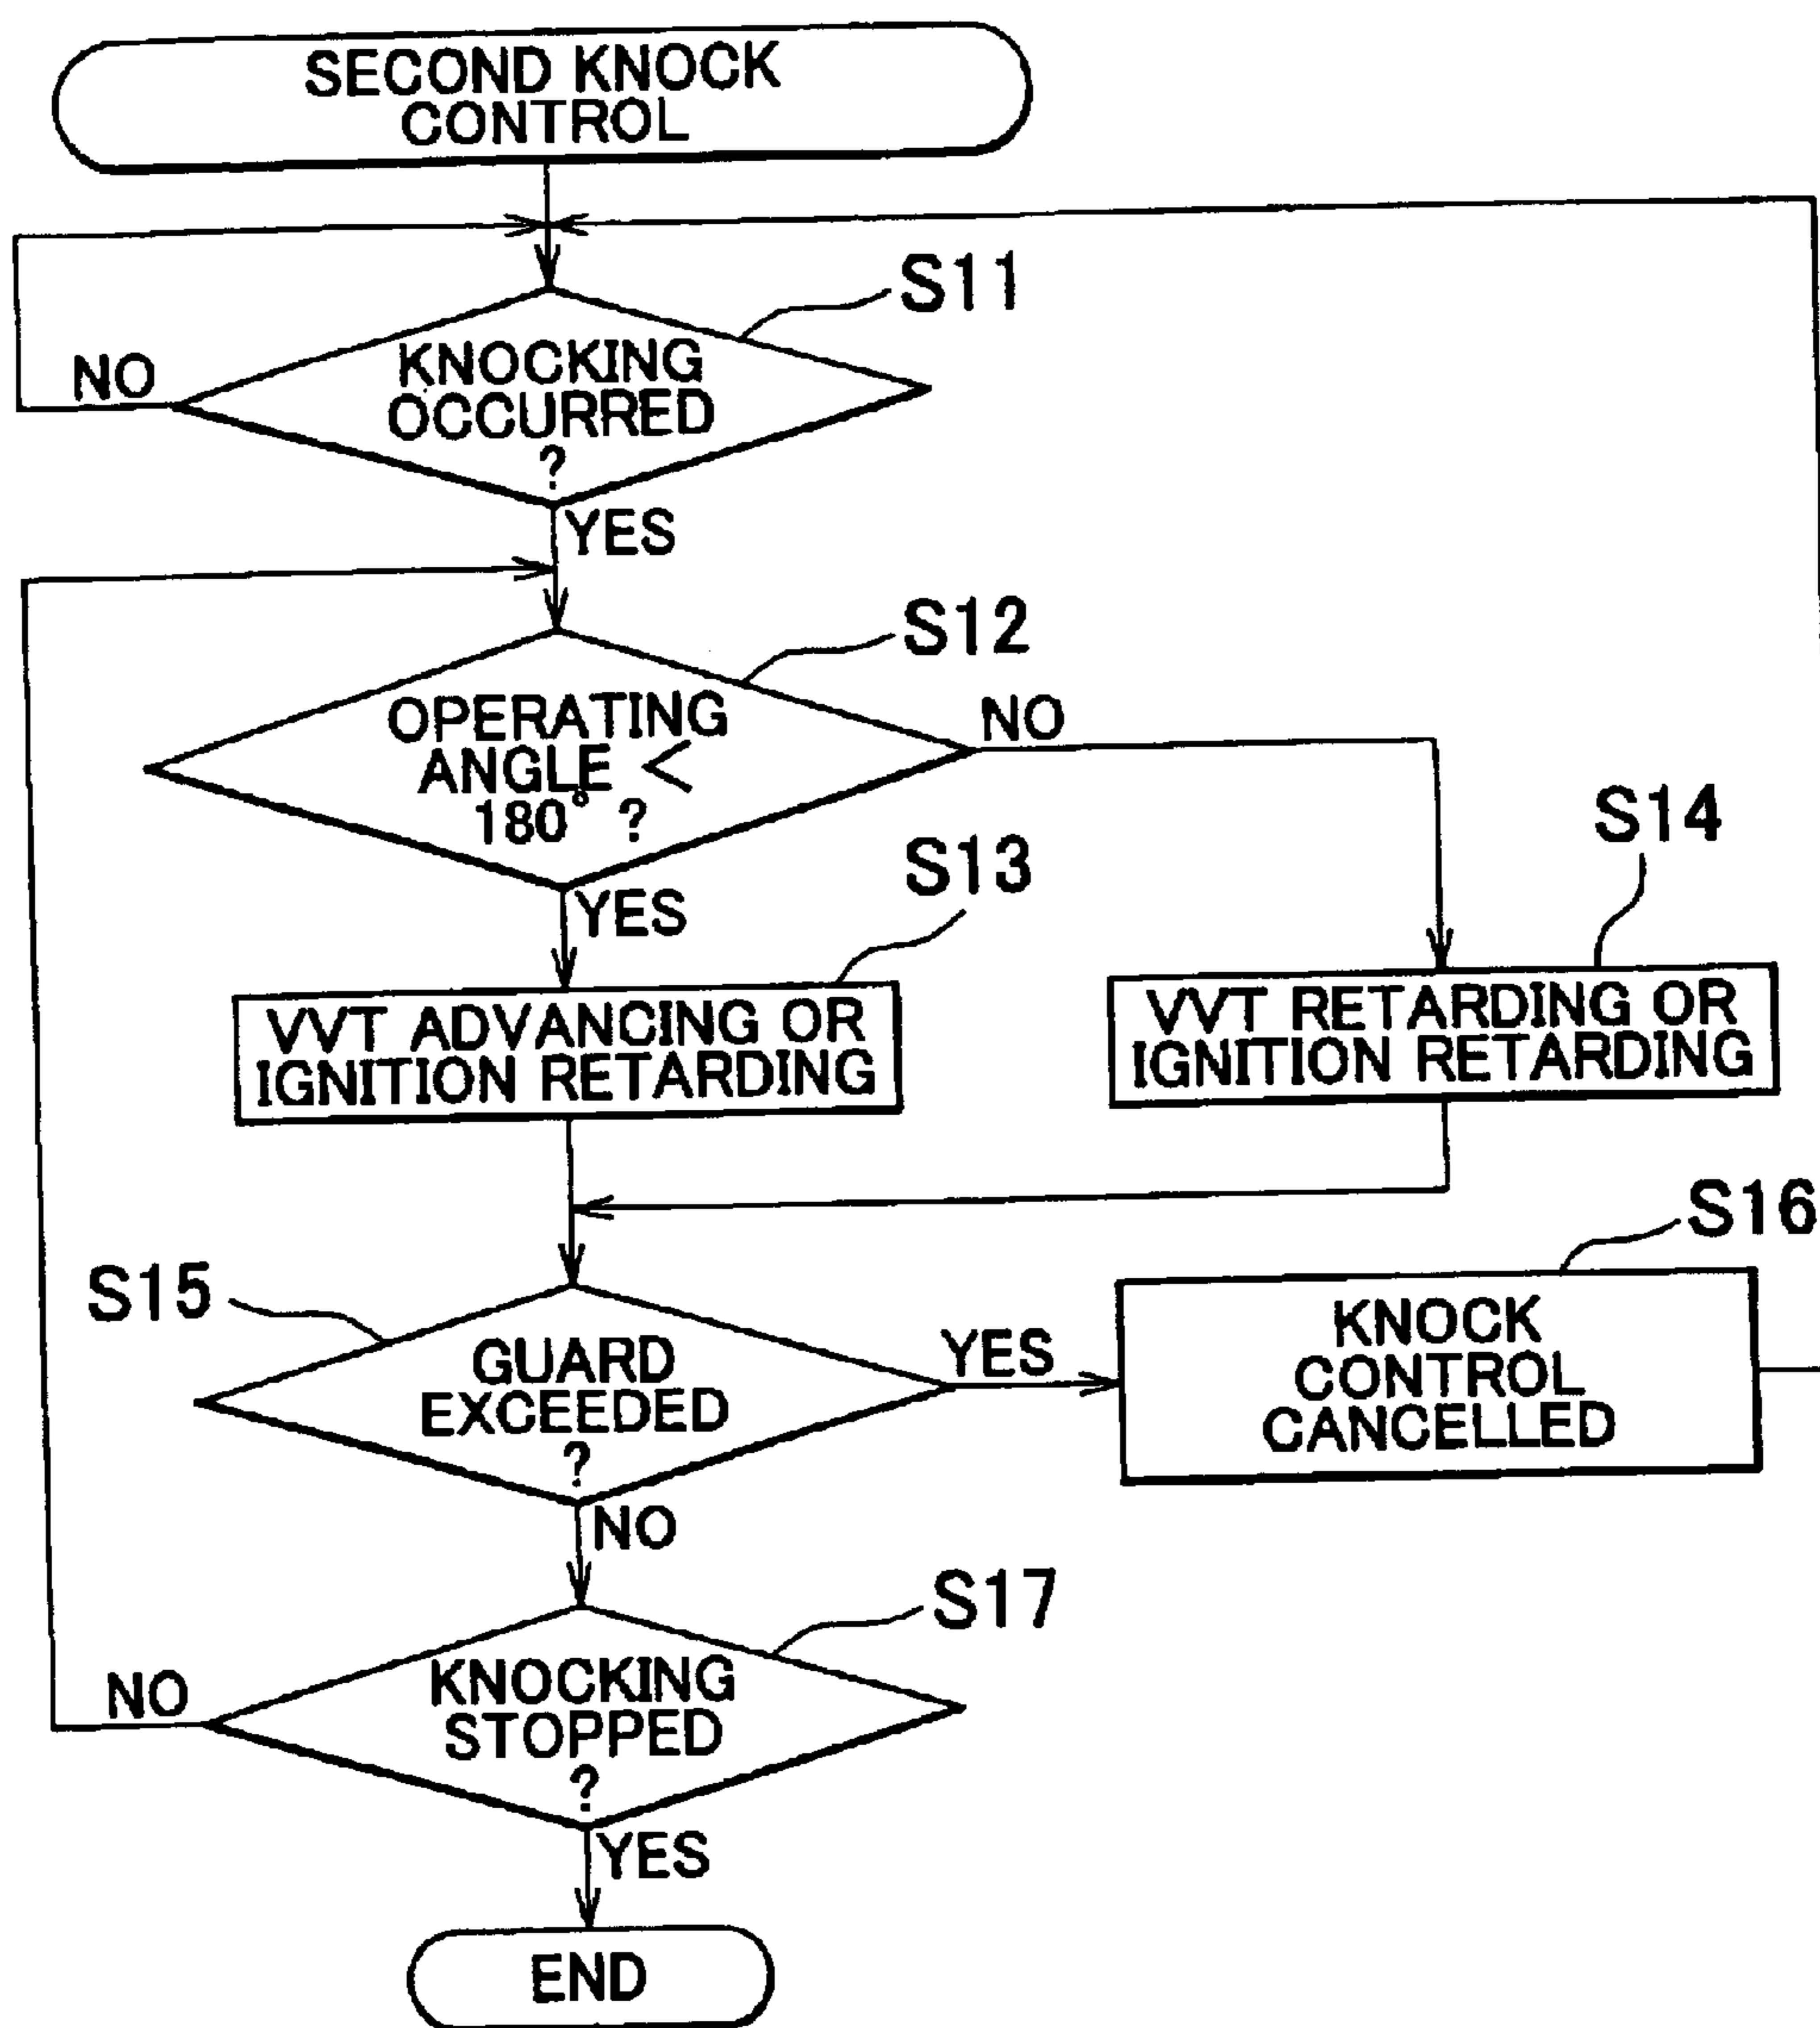 SECOND KNOCK
CONTROL
S11
NO
KNOCKING
OCCURRED
?
YES
S12
OPERATING
ANGLE <
180° ?
NO
YES
S13
S14
VVT ADVANCING OR
IGNITION RETARDING
VVT RETARDING OR
IGNITION RETARDING
S15
GUARD
EXCEEDED
?
YES
S16
KNOCK
CONTROL
CANCELLED
NO
S17
NO
KNOCKING
STOPPED
?
YES
END